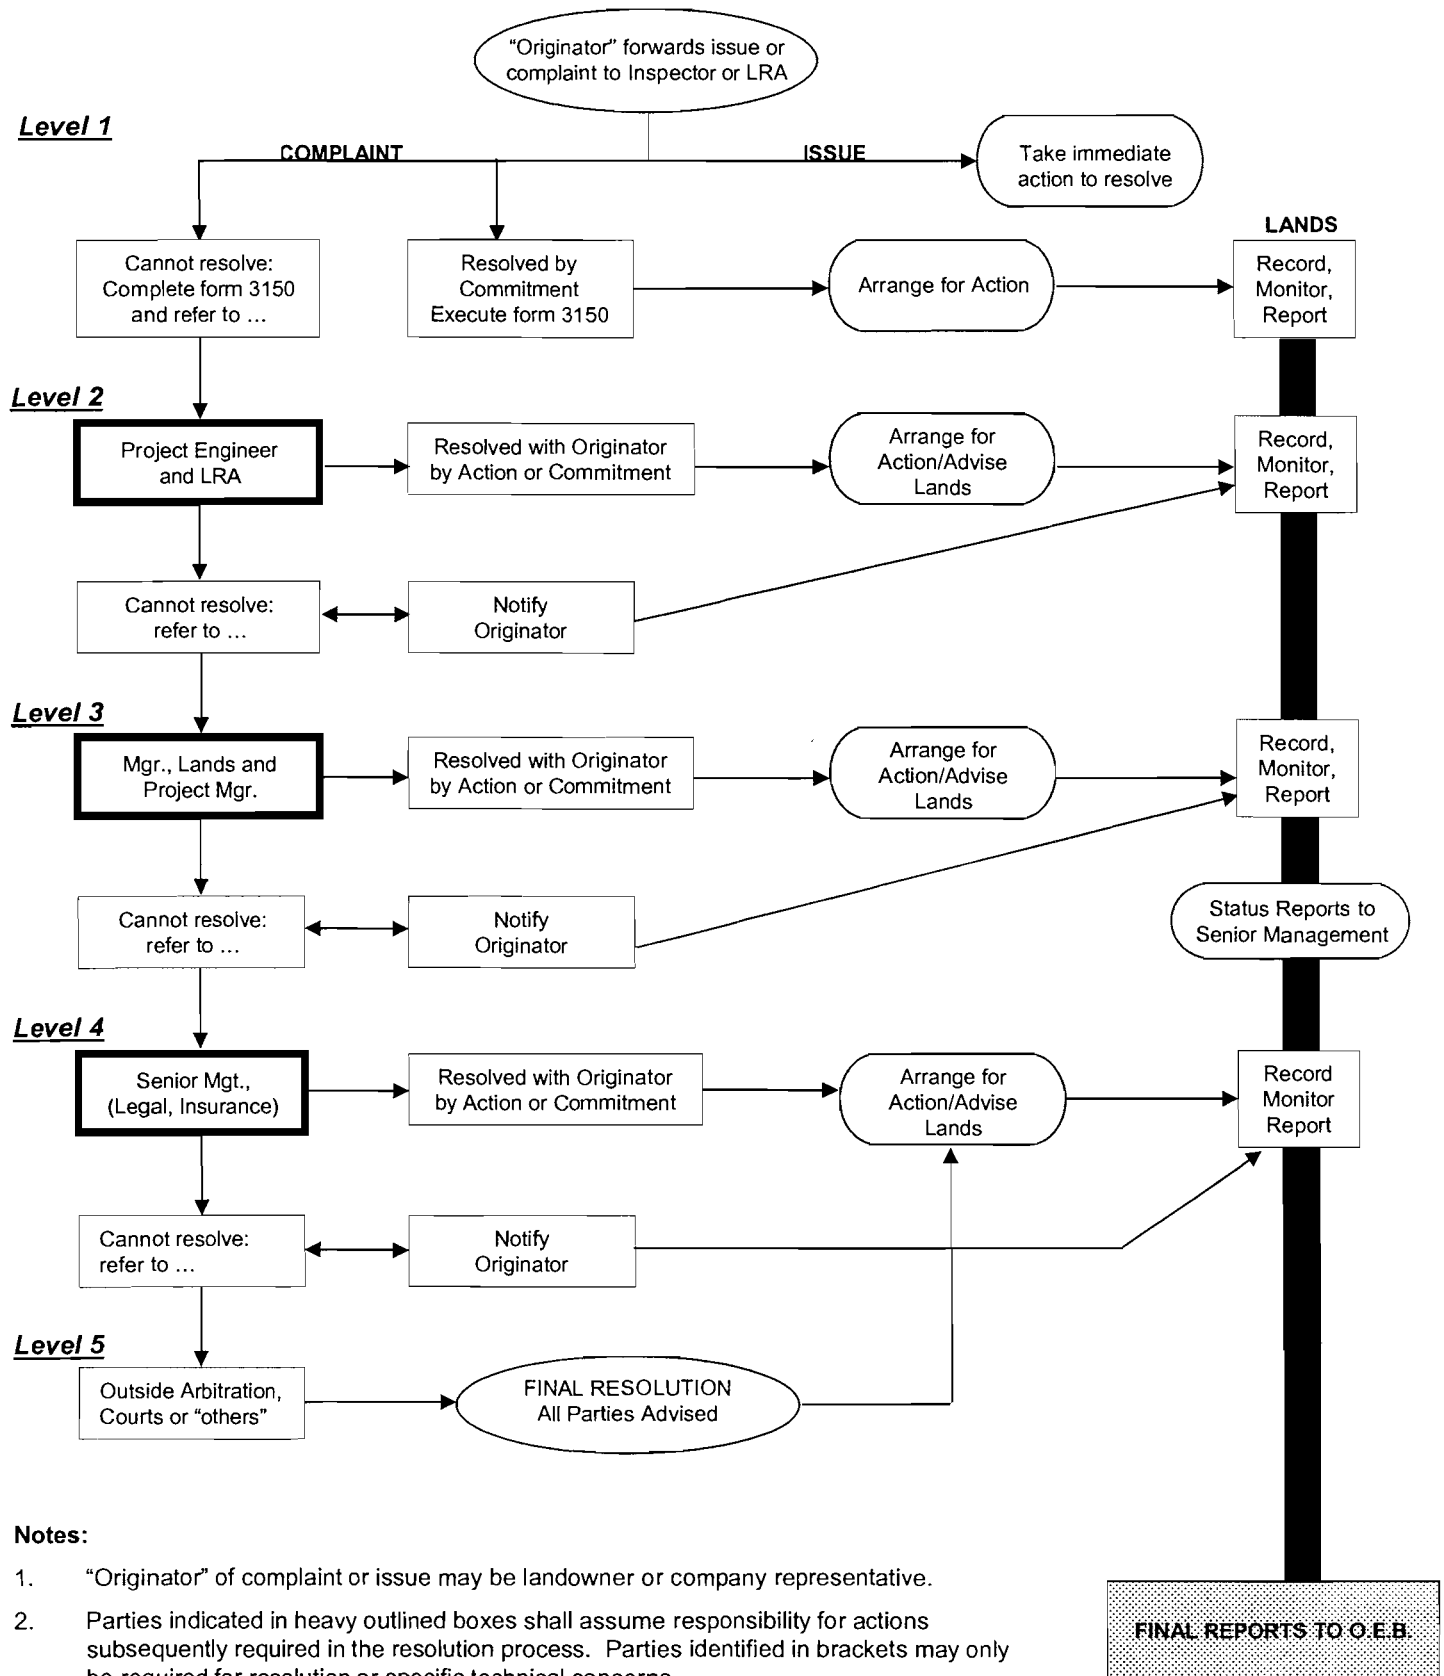 “Originator” forwards issue or
complaint to Inspector or LRA
Level 1
COMPLAINT
ISSUE
Take immediate
action to resolve
LANDS
Cannot resolve:
Complete form 3150
and refer to ...
Resolved by
Commitment
Execute form 3150
Arrange for Action
Record,
Monitor,
Report
Level 2
Project Engineer
and LRA
Resolved with Originator
by Action or Commitment
Arrange for
Action/Advise
Lands
Record,
Monitor,
Report
Cannot resolve:
refer to ...
Notify
Originator
Level 3
Mgr., Lands and
Project Mgr.
Resolved with Originator
by Action or Commitment
Arrange for
Action/Advise
Lands
Record,
Monitor,
Report
Cannot resolve:
refer to ...
Notify
Originator
Status Reports to
Senior Management
Level 4
Senior Mgt.,
(Legal, Insurance)
Resolved with Originator
by Action or Commitment
Arrange for
Action/Advise
Lands
Record
Monitor
Report
Cannot resolve:
refer to ...
Notify
Originator
Level 5
Outside Arbitration,
Courts or “others”
FINAL RESOLUTION
All Parties Advised
Notes:
1. “Originator” of complaint or issue may be landowner or company representative.
2. Parties indicated in heavy outlined boxes shall assume responsibility for actions
subsequently required in the resolution process. Parties identified in brackets may only
be required for resolution or specific technical concerns
FINAL REPORTS TO O.E.B.